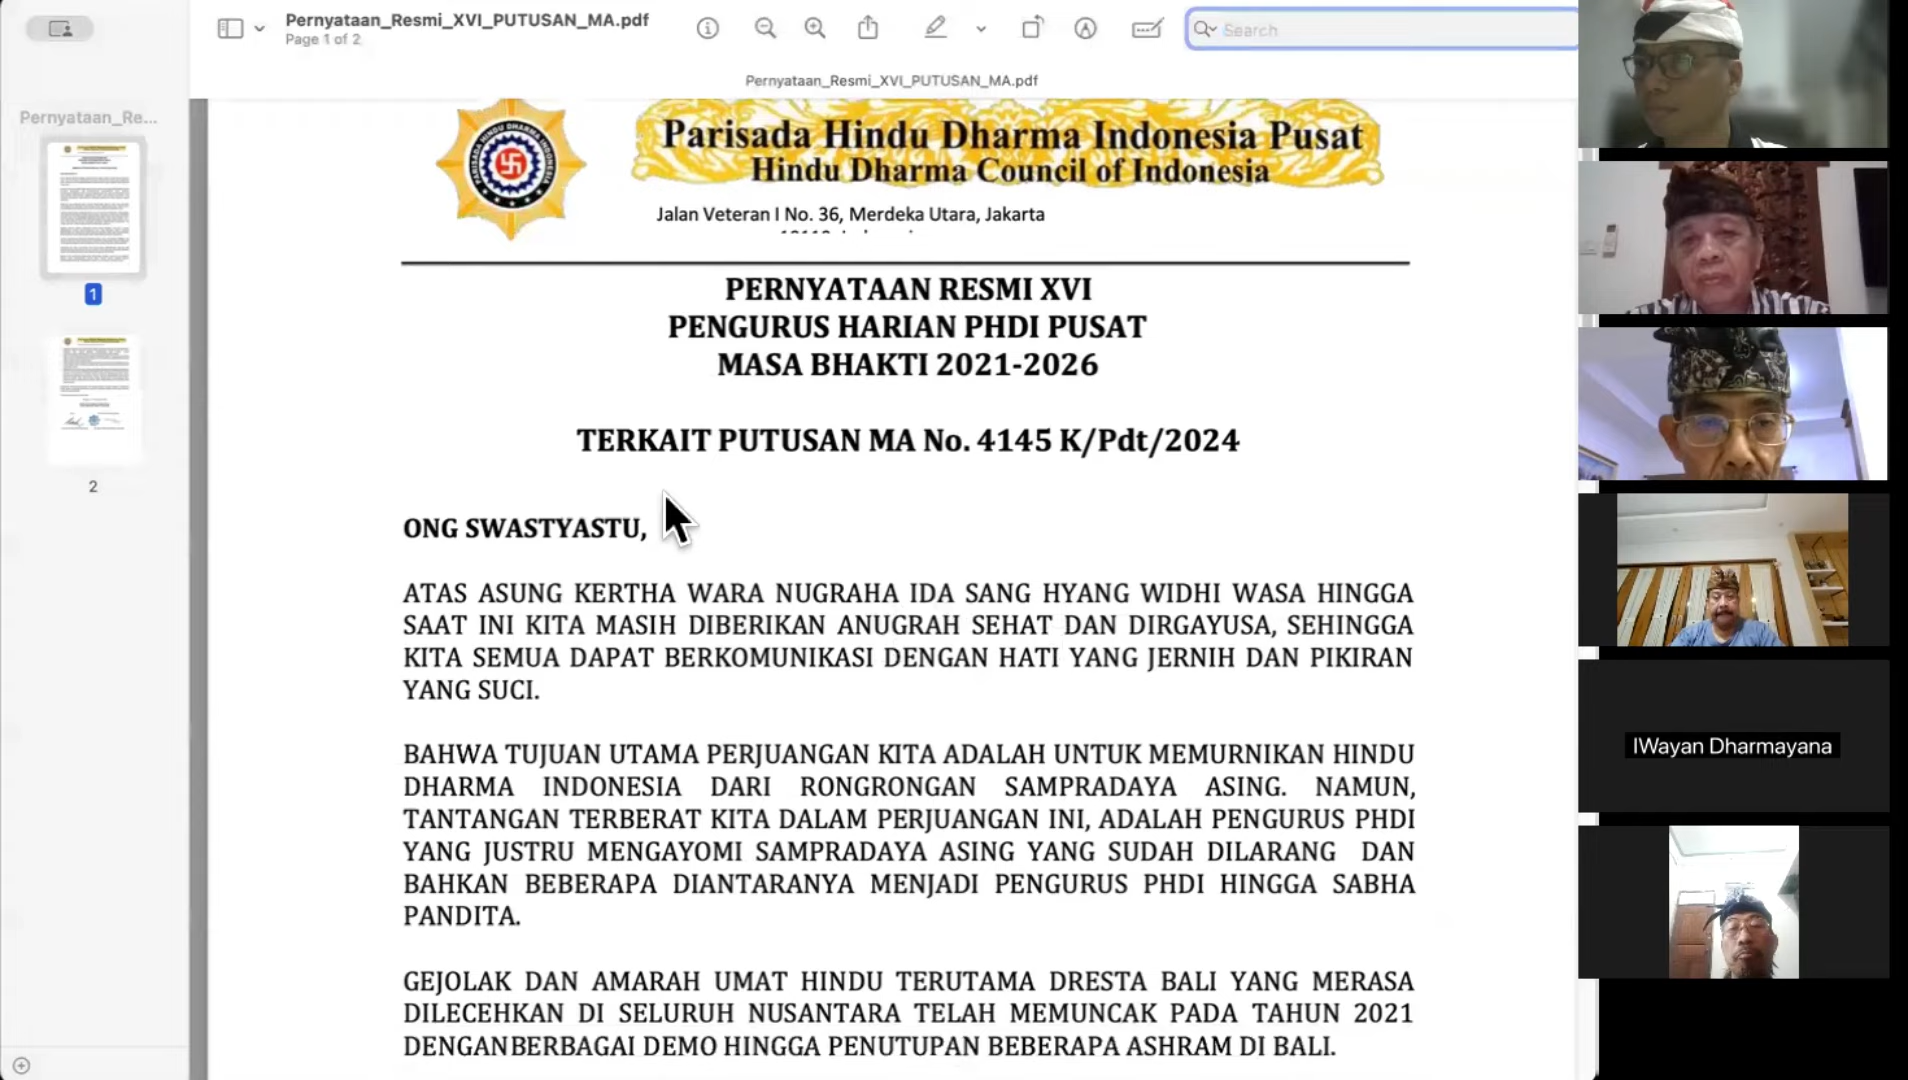 Pernyataan_Resmi_XVI_PUTUSAN_MA.pdf
Page 1 of 2
Search
Pernyataan_Resmi_XVI_PUTUSAN_MA.pdf
Pernyataan_Re...
1
2
PARISADA HINDU DHARMA INDONESIA
Parisada Hindu Dharma Indonesia Pusat
Hindu Dharma Council of Indonesia
Jalan Veteran I No. 36, Merdeka Utara, Jakarta
PERNYATAAN RESMI XVI
PENGURUS HARIAN PHDI PUSAT
MASA BHAKTI 2021-2026
TERKAIT PUTUSAN MA No. 4145 K/Pdt/2024
ONG SWASTYASTU,
ATAS ASUNG KERTHA WARA NUGRAHA IDA SANG HYANG WIDHI WASA HINGGA
SAAT INI KITA MASIH DIBERIKAN ANUGRAH SEHAT DAN DIRGAYUSA, SEHINGGA
KITA SEMUA DAPAT BERKOMUNIKASI DENGAN HATI YANG JERNIH DAN PIKIRAN
YANG SUCI.
BAHWA TUJUAN UTAMA PERJUANGAN KITA ADALAH UNTUK MEMURNIKAN HINDU
DHARMA INDONESIA DARI RONGRONGAN SAMPRADAYA ASING. NAMUN,
TANTANGAN TERBERAT KITA DALAM PERJUANGAN INI, ADALAH PENGURUS PHDI
YANG JUSTRU MENGAYOMI SAMPRADAYA ASING YANG SUDAH DILARANG DAN
BAHKAN BEBERAPA DIANTARANYA MENJADI PENGURUS PHDI HINGGA SABHA
PANDITA.
GEJOLAK DAN AMARAH UMAT HINDU TERUTAMA DRESTA BALI YANG MERASA
DILECEHKAN DI SELURUH NUSANTARA TELAH MEMUNCAK PADA TAHUN 2021
DENGANBERBAGAI DEMO HINGGA PENUTUPAN BEBERAPA ASHRAM DI BALI.
IWayan Dharmayana